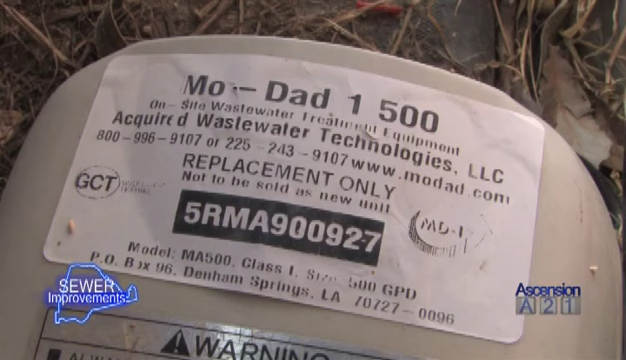 Mo-Dad 1 500
On-Site Wastewater Treatment Equipment
Acquired Wastewater Technologies, LLC
800-996-9107 or 225-243-9107 www.modad.com
REPLACEMENT ONLY
Not to be sold as new unit
GCT
5RMA900927
MD-1
Model: MA500, Class I, Size 500 GPD
P.O. Box 96, Denham Springs, LA 70727-0096
WARNING
SEWER
Improvements
Ascension
A21